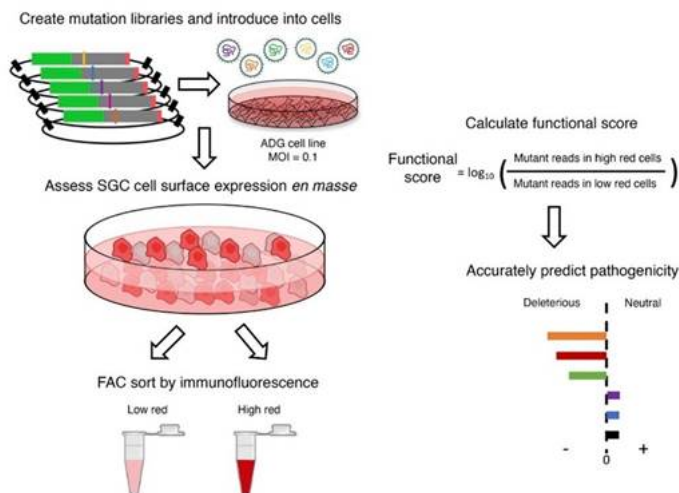 Create mutation libraries and introduce into cells
ADG cell line
MOI = 0.1
Assess SGC cell surface expression en masse
FAC sort by immunofluorescence
Low red
High red
Calculate functional score
Functional
score
= log10 ( Mutant reads in high red cells
Mutant reads in low red cells )
Accurately predict pathogenicity
Deleterious
Neutral
-
+
0